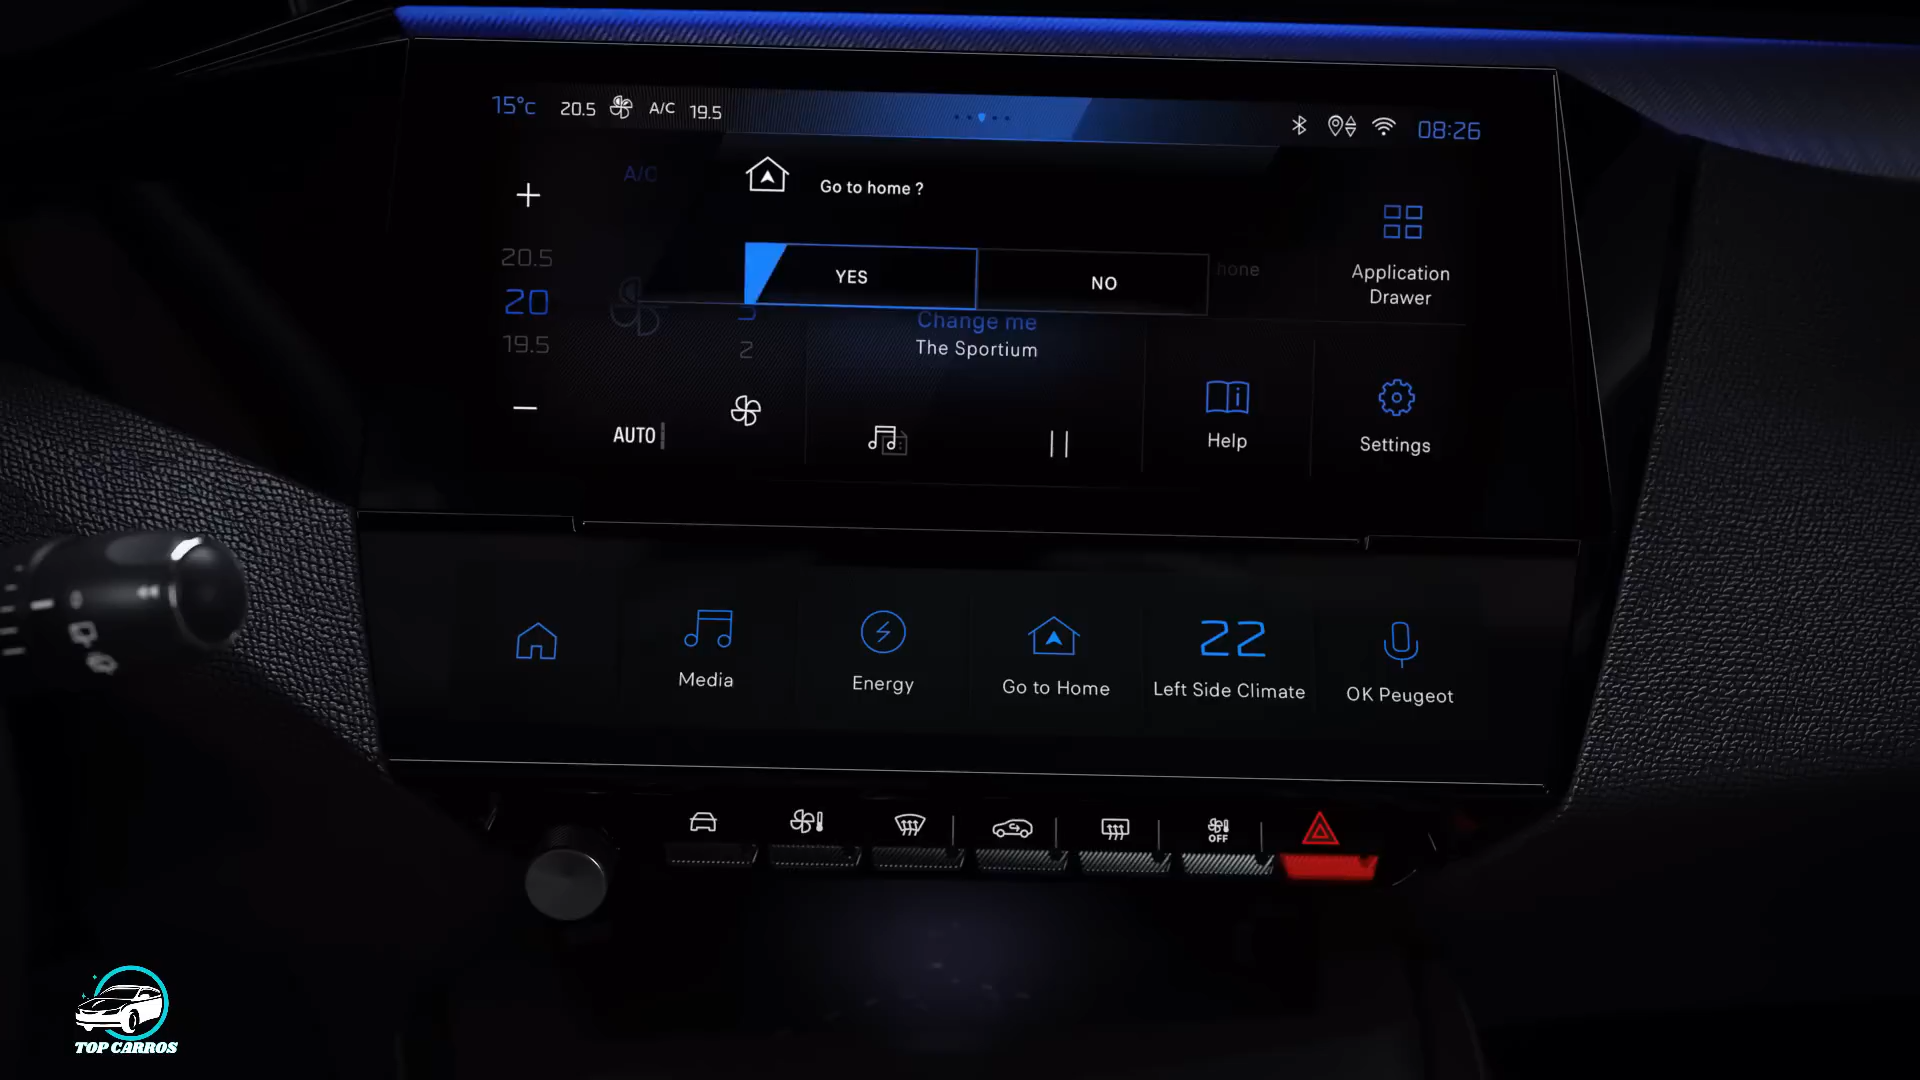 15°c 20.5 A/C 19.5 08:26
A/C
Go to home ?
20.5
20
19.5
YES
NO
hone
Application
Drawer
2
Change me
The Sportium
AUTO
Help
Settings
Media
Energy
Go to Home
22
Left Side Climate
OK Peugeot
OFF
TOP CARROS